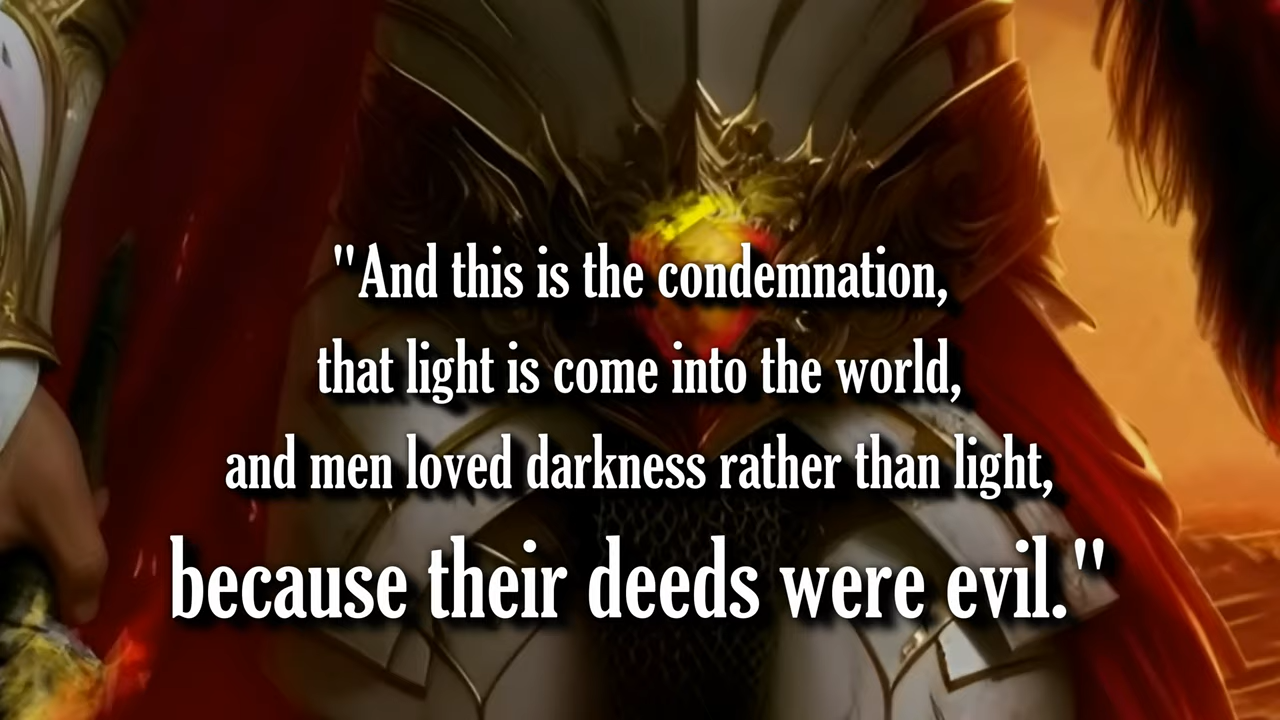 "And this is the condemnation,
that light is come into the world,
and men loved darkness rather than light,
because their deeds were evil."